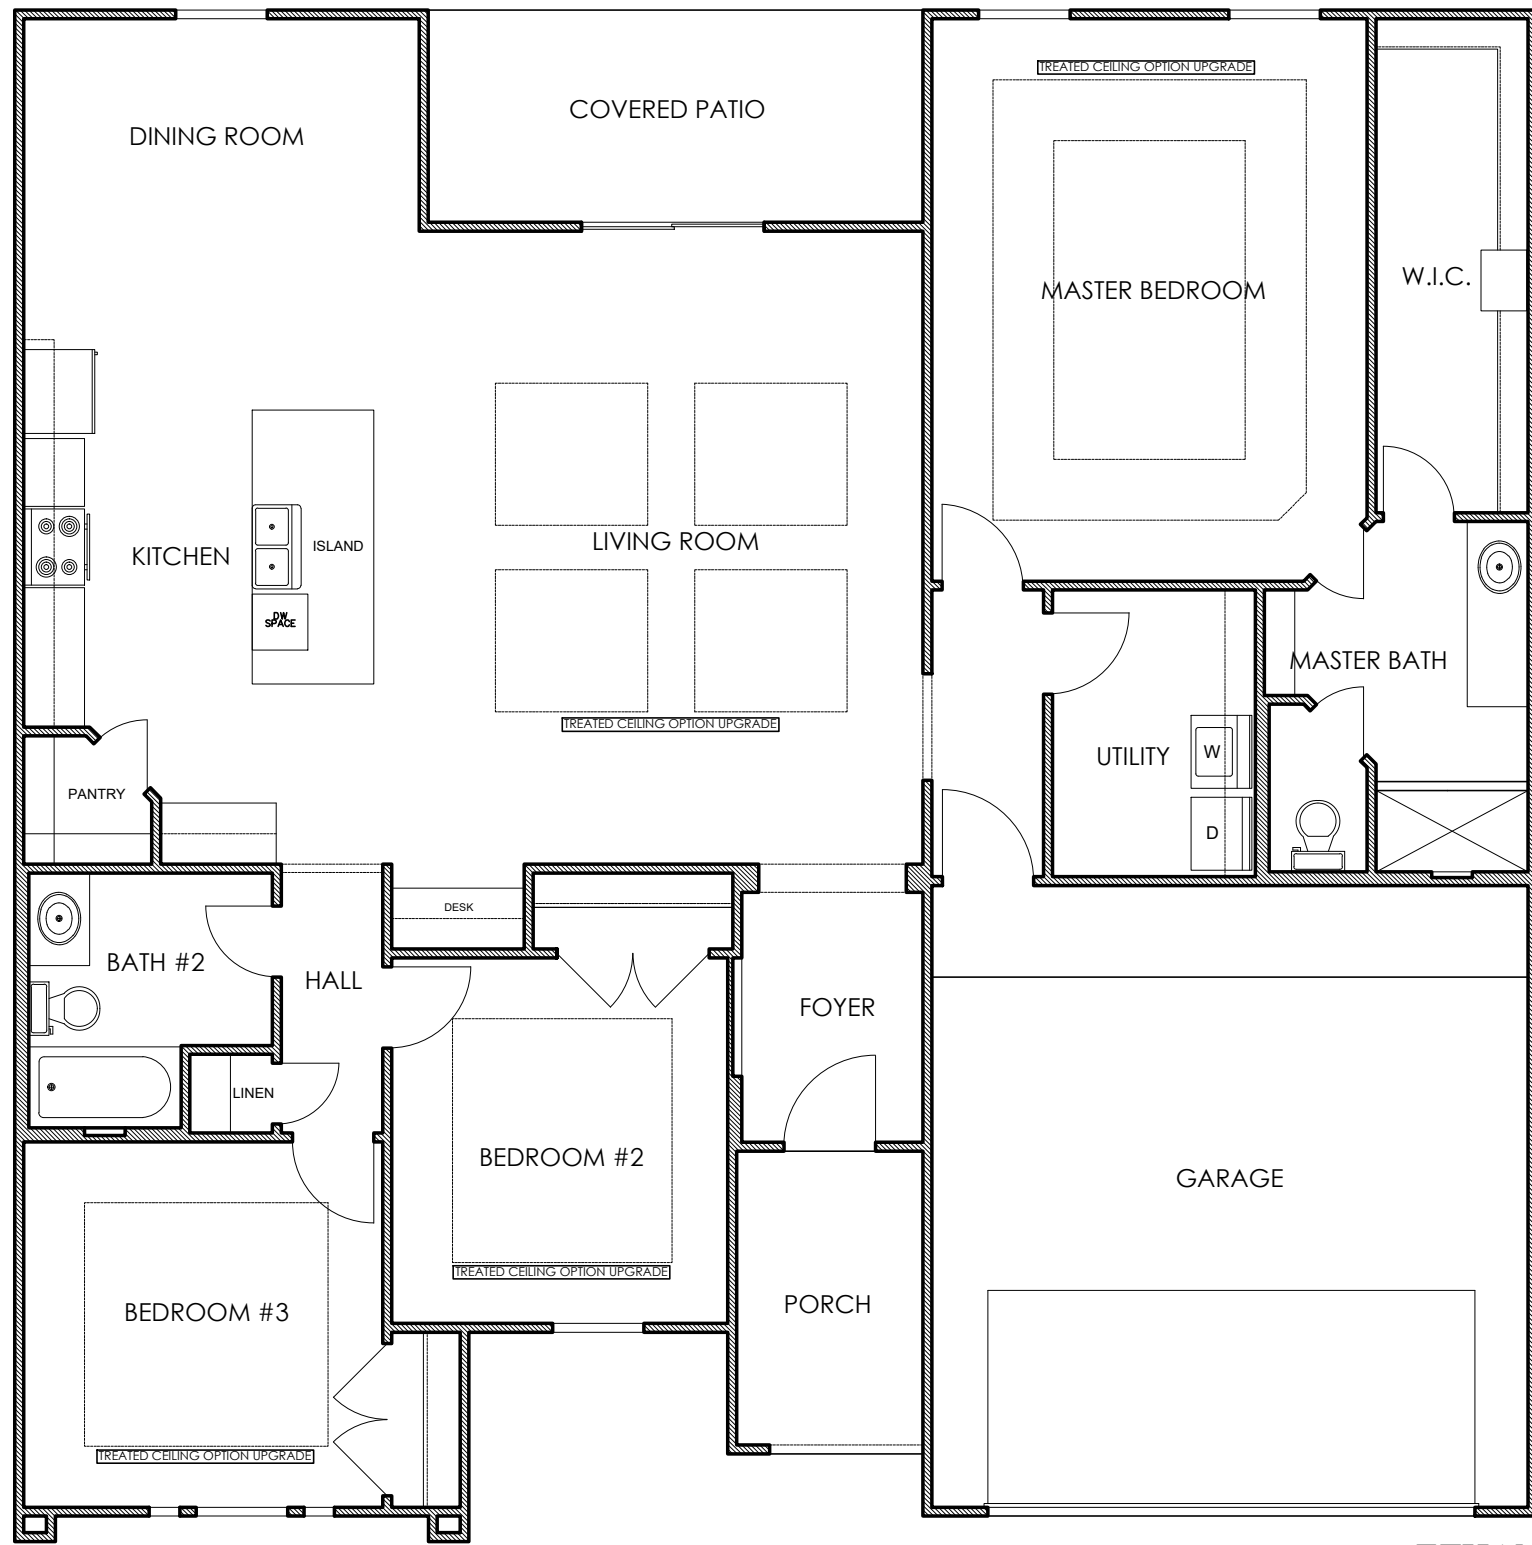 TREATED CEILING OPTION UPGRADE
COVERED PATIO
DINING ROOM
W.I.C.
MASTER BEDROOM
LIVING ROOM
ISLAND
KITCHEN
DW
SPACE
MASTER BATH
TREATED CEILING OPTION UPGRADE
W
UTILITY
PANTRY
D
DESK
BATH #2
HALL
FOYER
LINEN
BEDROOM #2
GARAGE
TREATED CEILING OPTION UPGRADE
PORCH
BEDROOM #3
TREATED CEILING OPTION UPGRADE